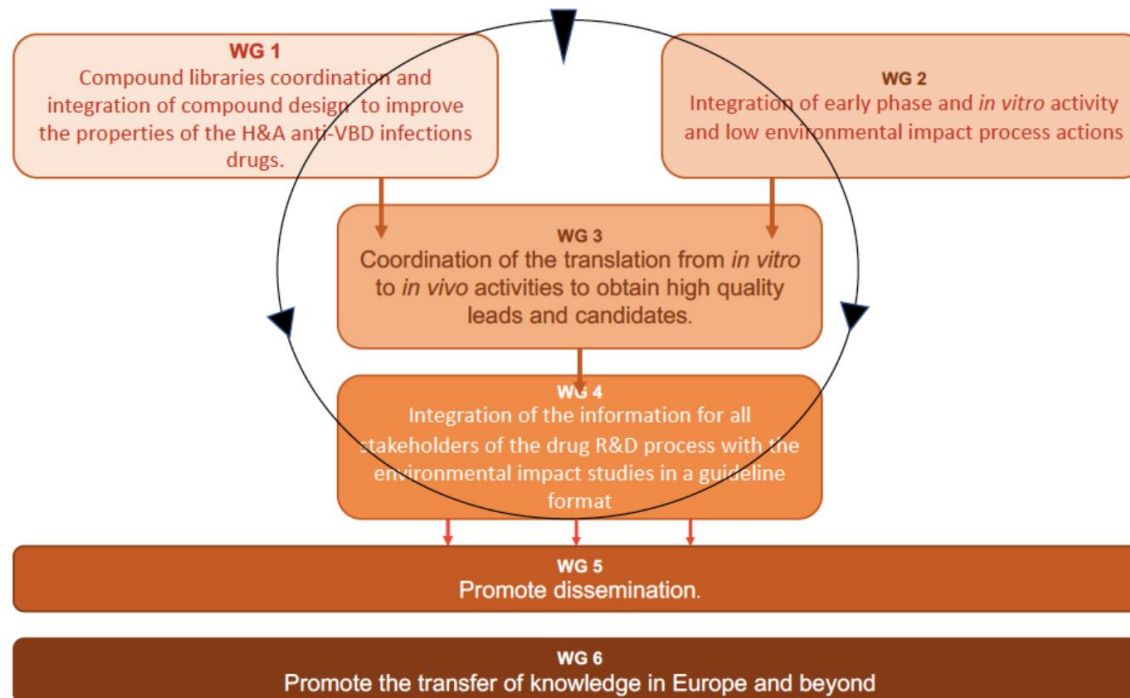 WG 1
Compound libraries coordination and
integration of compound design to improve
the properties of the H&A anti-VBD infections
drugs.
WG 2
Integration of early phase and in vitro activity
and low environmental impact process actions
WG 3
Coordination of the translation from in vitro
to in vivo activities to obtain high quality
leads and candidates.
WG 4
Integration of the information for all
stakeholders of the drug R&D process with the
environmental impact studies in a guideline
format
WG 5
Promote dissemination.
WG 6
Promote the transfer of knowledge in Europe and beyond